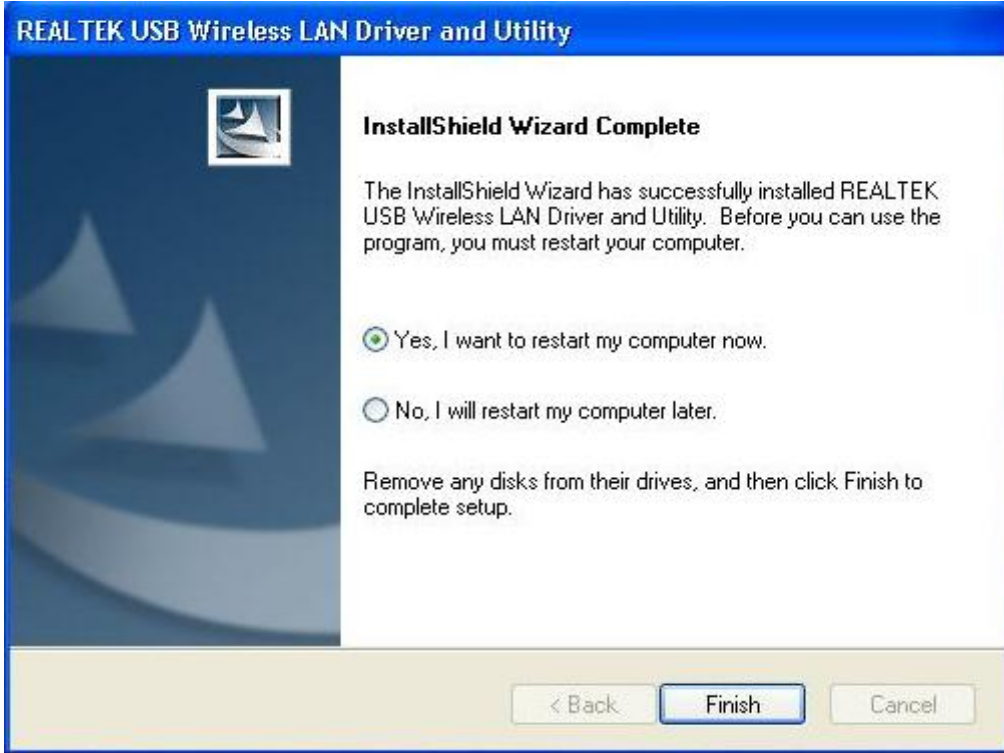 REALTEK USB Wireless LAN Driver and Utility
InstallShield Wizard Complete
The InstallShield Wizard has successfully installed REALTEK
USB Wireless LAN Driver and Utility. Before you can use the
program, you must restart your computer.
Yes, I want to restart my computer now.
No, I will restart my computer later.
Remove any disks from their drives, and then click Finish to
complete setup.
< Back Finish Cancel